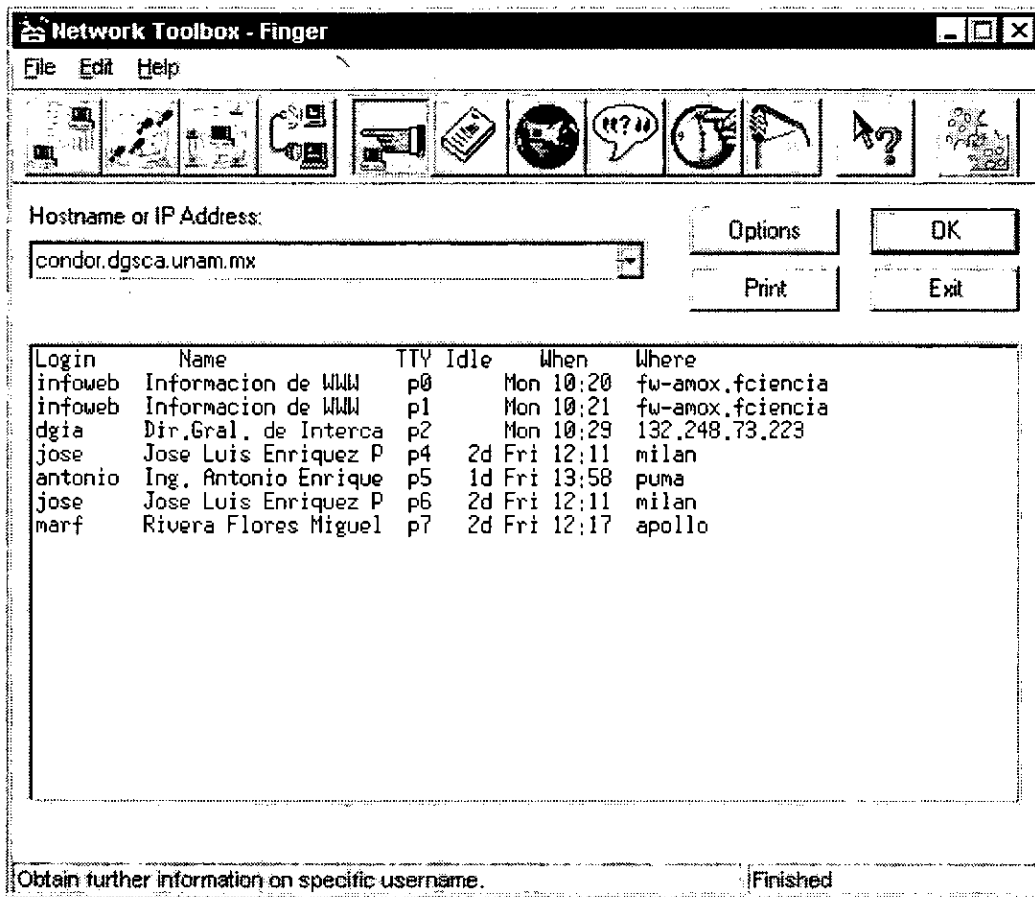 Network Toolbox - Finger
File Edit Help
Hostname or IP Address:
condor.dgsca.unam.mx
Options OK
Print Exit
Login Name TTY Idle When Where
infoweb Informacion de WWW p0 Mon 10:20 fw-amox.fciencia
infoweb Informacion de WWW p1 Mon 10:21 fw-amox.fciencia
dgia Dir.Gral. de Interca p2 Mon 10:29 132.248.73.223
jose Jose Luis Enriquez P p4 2d Fri 12:11 milan
antonio Ing. Antonio Enrique p5 1d Fri 13:58 puma
jose Jose Luis Enriquez P p6 2d Fri 12:11 milan
marf Rivera Flores Miguel p7 2d Fri 12:17 apollo
Obtain further information on specific username. Finished